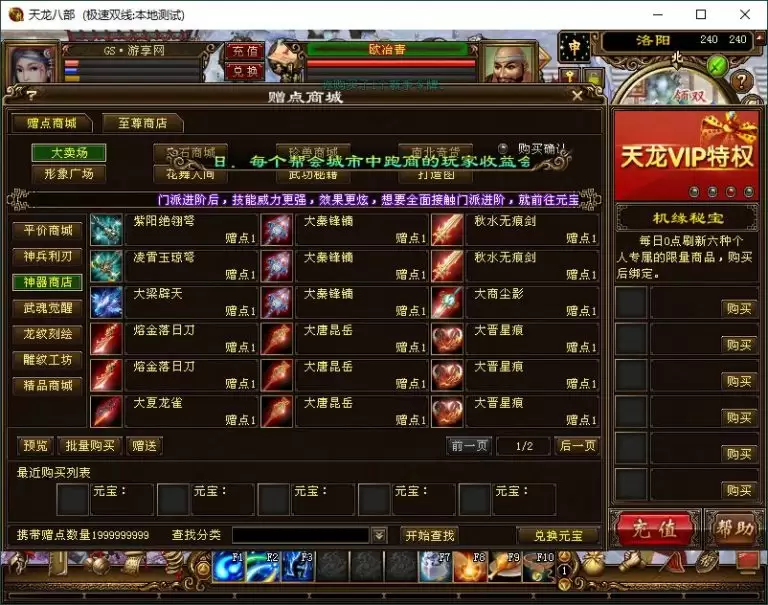 天龙八部 (极速双线:本地测试)
GS·游享网
充值
兑换
欧冶青
洛阳 240 240
北
申
赠点商城
赠点商城 至尊商店
购买确认
大卖场 宝石商城 珍兽商城 南北奇货
日，每个帮会城市中跑商的玩家收益会
形象广场 花舞人间 武功秘籍 打造图
门派进阶后，技能威力更强，效果更炫，想要全面接触门派进阶，就前往元宝
平价商城
神兵利刃
神器商店
武魂觉醒
龙纹刻绘
雕纹工坊
精品商城
紫阳绝翎弩 赠点1 大秦锋镝 赠点1 秋水无痕剑 赠点1
凌霄玉琼弩 赠点1 大秦锋镝 赠点1 秋水无痕剑 赠点1
大梁辟天 赠点1 大秦锋镝 赠点1 大商尘影 赠点1
熔金落日刀 赠点1 大唐昆岳 赠点1 大晋星痕 赠点1
熔金落日刀 赠点1 大唐昆岳 赠点1 大晋星痕 赠点1
大夏龙雀 赠点1 大唐昆岳 赠点1 大晋星痕 赠点1
预览 批量购买 赠送 前一页 1/2 后一页
最近购买列表
元宝： 元宝： 元宝： 元宝： 元宝：
携带赠点数量1999999999 查找分类 开始查找 兑换元宝
领双
天龙VIP特权
机缘秘宝
每日0点刷新六种个
人专属的限量商品，购买
后绑定。
购买
购买
购买
购买
购买
购买
充值 帮助
F1 F2 F3 F7 F8 F9 F10
1